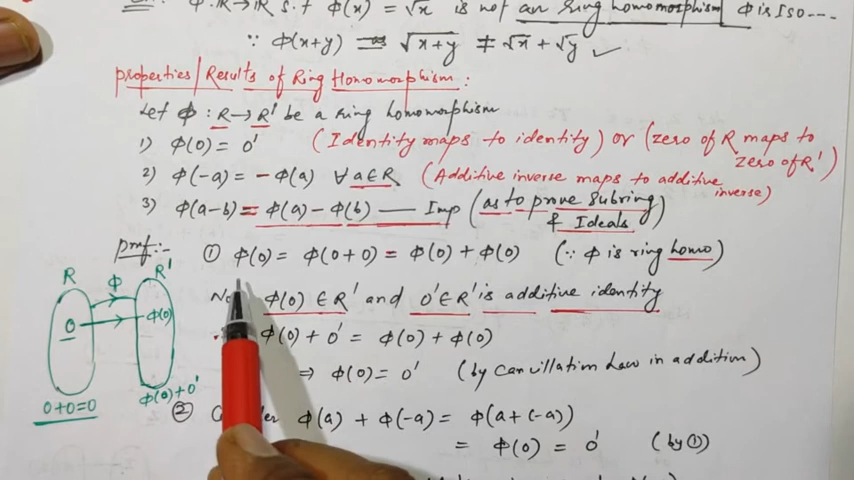 Φ: R→R s.t Φ(x) = √x is not an ring homomorphism Φ is Iso....
∵ Φ(x+y) = √x+y ≠ √x + √y ✓
properties/Results of Ring Homomorphism:
Let Φ : R → R' be a ring homomorphism
1) Φ(0) = 0' (Identity maps to identity) or (zero of R maps to zero of R')
2) Φ(-a) = -Φ(a) ∀ a ∈ R (Additive inverse maps to additive inverse)
3) Φ(a-b) = Φ(a) - Φ(b) — Imp (as to prove Subring & Ideals)
proof:- ① Φ(0) = Φ(0+0) = Φ(0) + Φ(0) (∵ Φ is ring homo)
Φ(0) ∈ R' and 0' ∈ R' is additive identity
Φ(0) + 0' = Φ(0) + Φ(0)
⇒ Φ(0) = 0' (by Cancillation Law in addition)
② Φ(a) + Φ(-a) = Φ(a+(-a))
= Φ(0) = 0' (by ①)
R Φ R'
0 Φ(0)
Φ(0)+0'
0+0=0